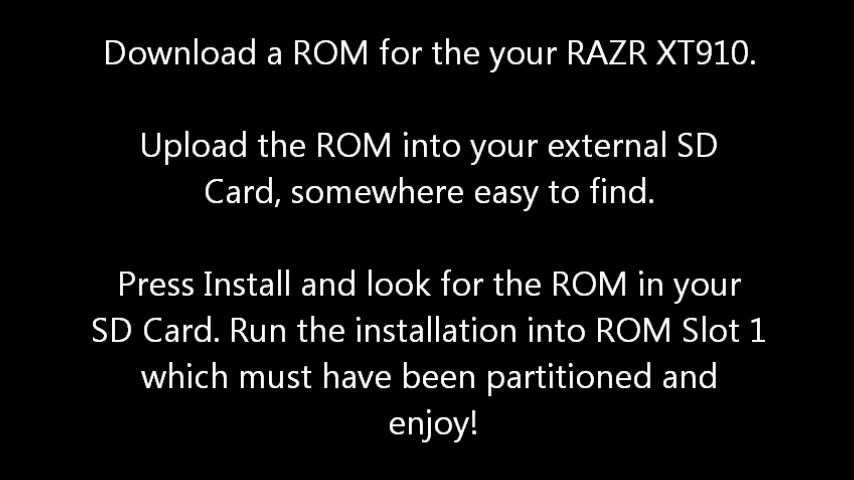 Download a ROM for the your RAZR XT910.
Upload the ROM into your external SD
Card, somewhere easy to find.
Press Install and look for the ROM in your
SD Card. Run the installation into ROM Slot 1
which must have been partitioned and
enjoy!